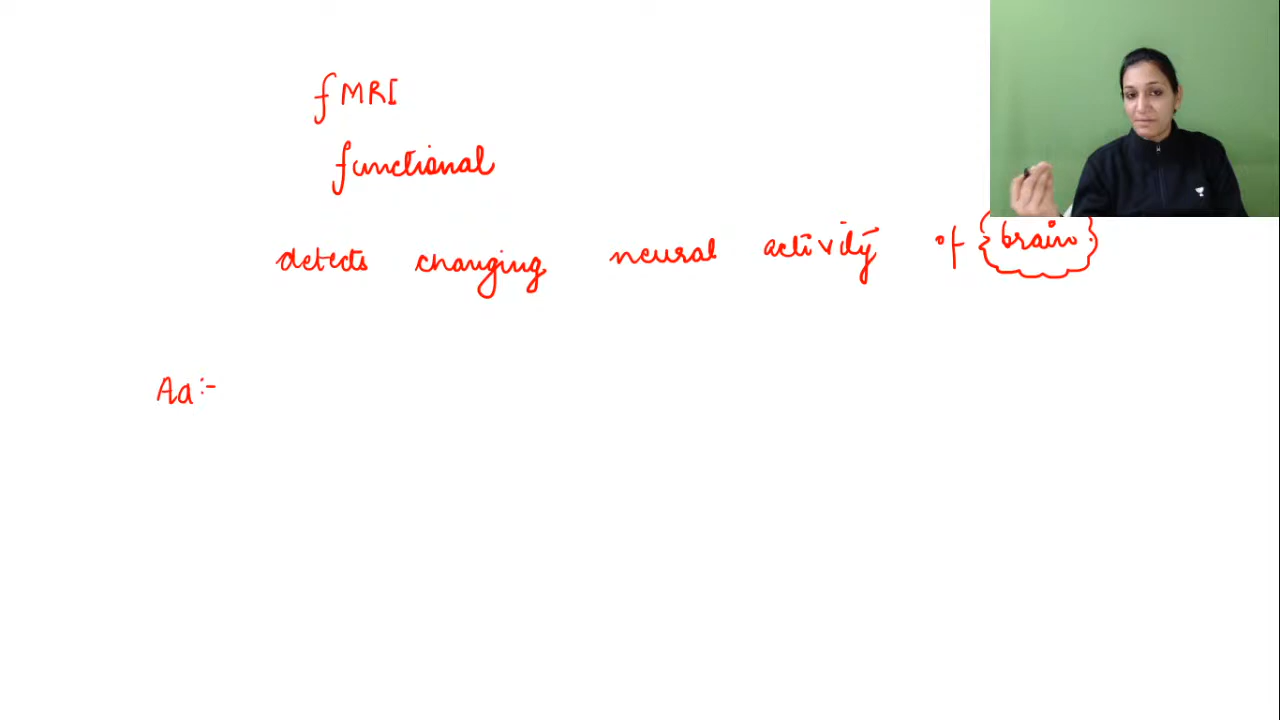 fMRI
functional
detects changing neural activity of brain
Aa:-